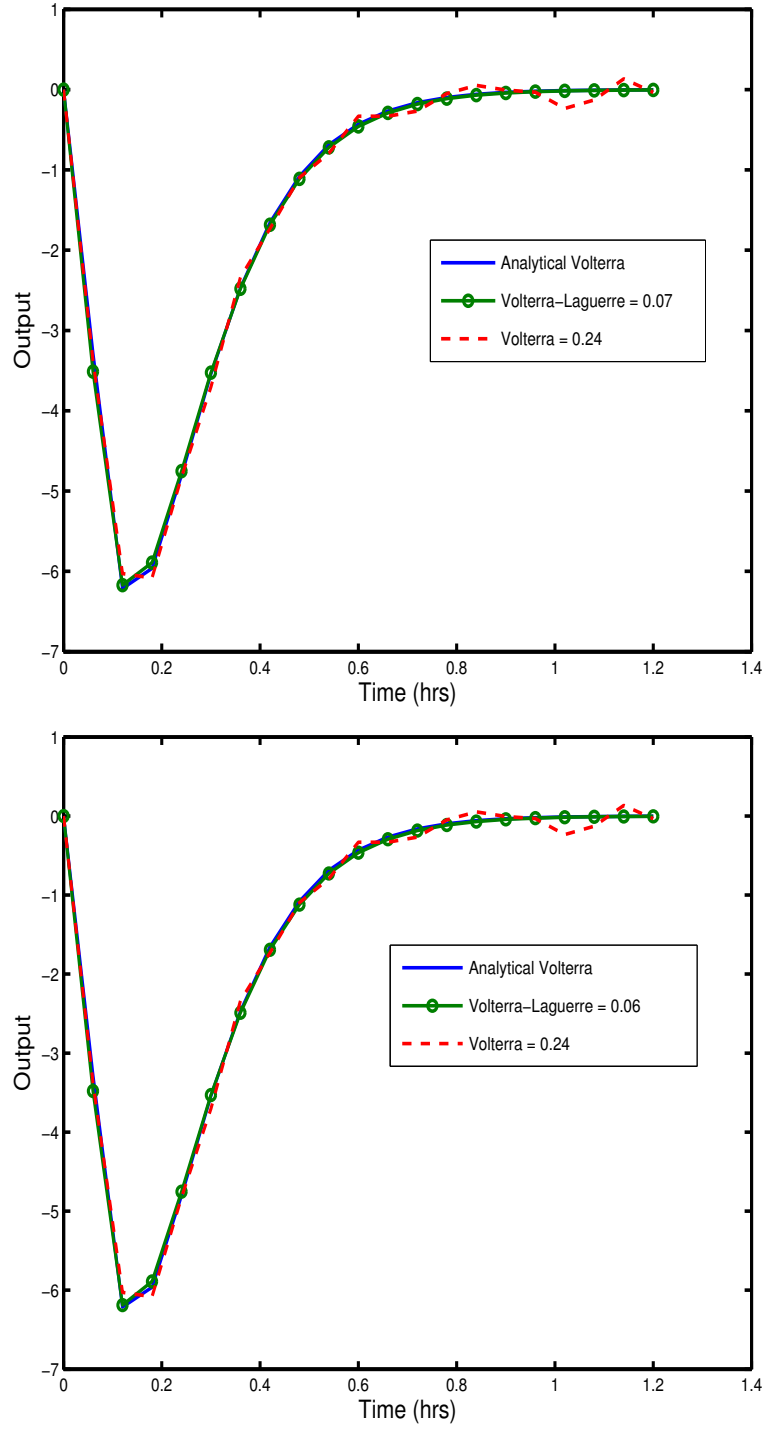 1
0
−1
−2
−3
−4
−5
−6
−7
Output
Analytical Volterra
Volterra−Laguerre = 0.07
Volterra = 0.24
0 0.2 0.4 0.6 0.8 1 1.2 1.4
Time (hrs)
1
0
−1
−2
−3
−4
−5
−6
−7
Output
Analytical Volterra
Volterra−Laguerre = 0.06
Volterra = 0.24
0 0.2 0.4 0.6 0.8 1 1.2 1.4
Time (hrs)